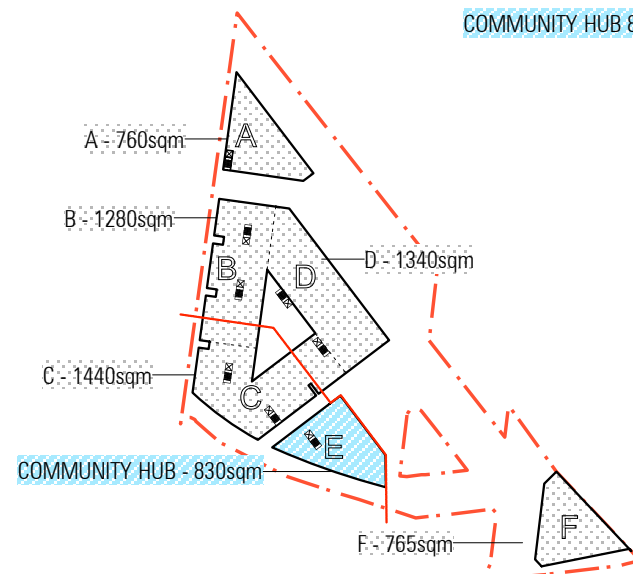 COMMUNITY HUB 8
A - 760sqm
A
B - 1280sqm
B
D
D - 1340sqm
C - 1440sqm
C
E
COMMUNITY HUB - 830sqm
F
F - 765sqm